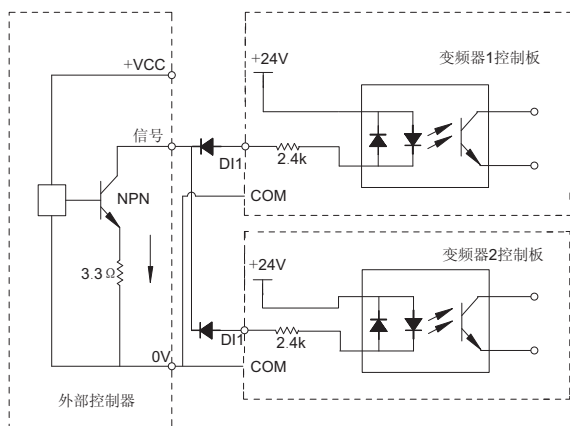 +VCC
信号
NPN
3.3Ω
0V
外部控制器
+24V
变频器1控制板
DI1
2.4k
COM
变频器2控制板
+24V
DI1
2.4k
COM